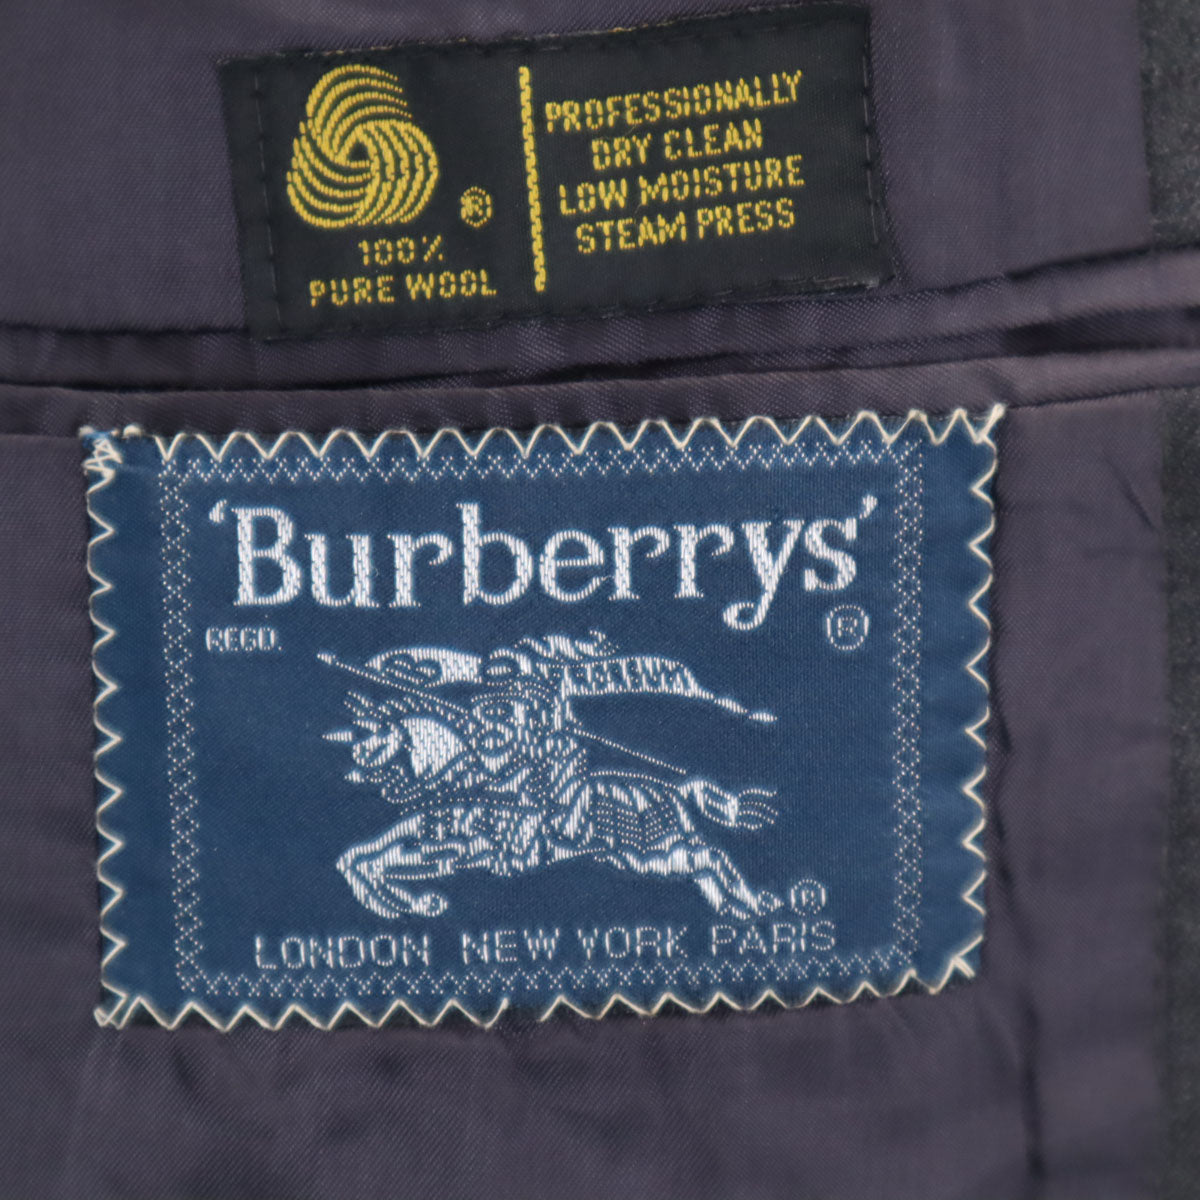 ®
100%
PURE WOOL
PROFESSIONALLY
DRY CLEAN
LOW MOISTURE
STEAM PRESS
'Burberrys'
REGD.
®
®
LONDON NEW YORK PARIS